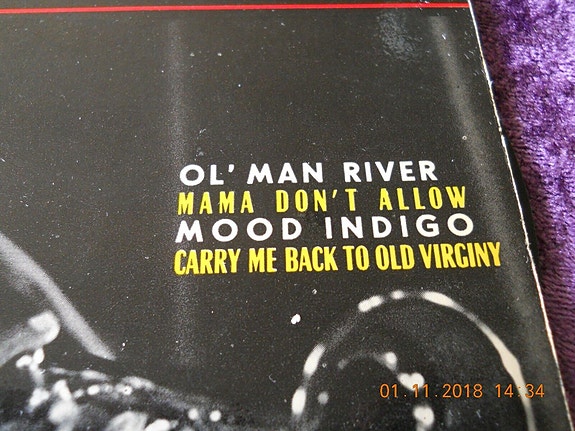 OL' MAN RIVER
MAMA DON'T ALLOW
MOOD INDIGO
CARRY ME BACK TO OLD VIRGINY
01.11.2018 14:34